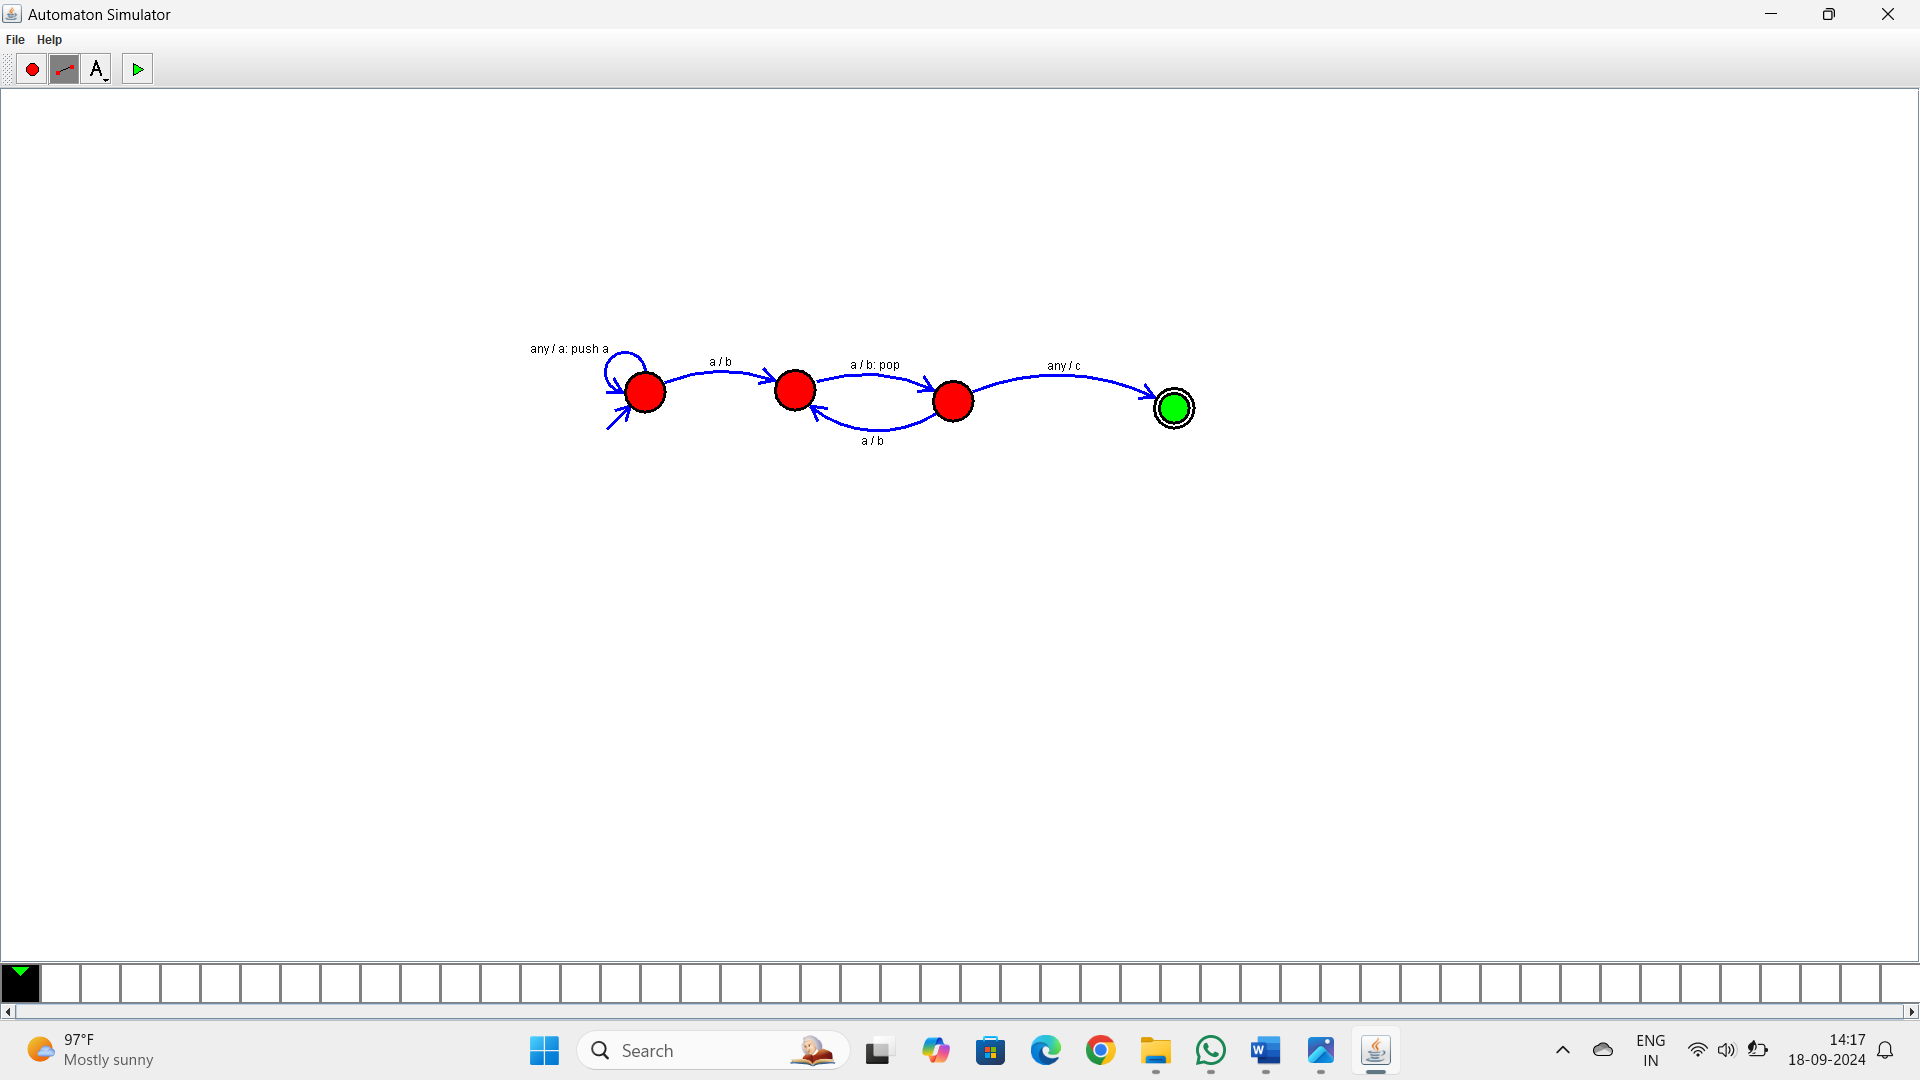 Automaton Simulator
File Help
A
any / a: push a
a / b
a / b: pop
any / c
a / b
97°F
Mostly sunny
Search
W
ENG
IN
14:17
18-09-2024